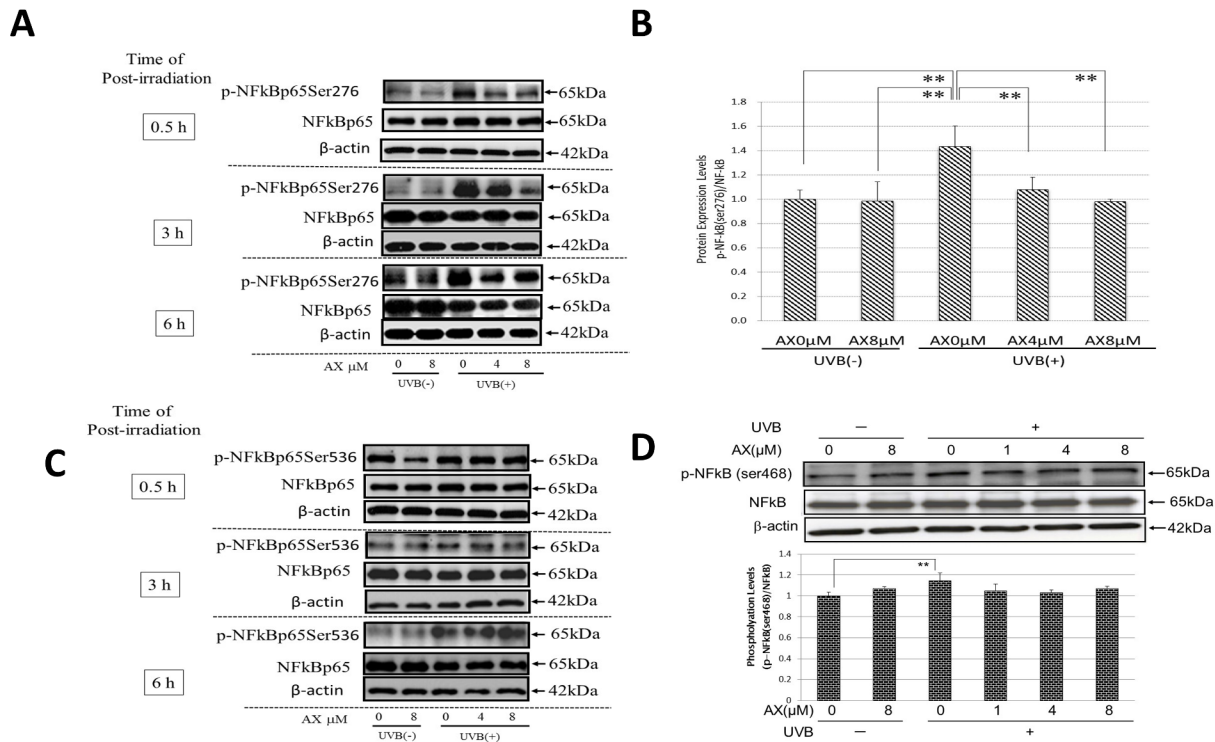 A
Time of
Post-irradiation
p-NFkBp65Ser276
65kDa
0.5 h
NFkBp65
65kDa
β-actin
42kDa
p-NFkBp65Ser276
65kDa
3 h
NFkBp65
65kDa
β-actin
42kDa
p-NFkBp65Ser276
65kDa
6 h
NFkBp65
65kDa
β-actin
42kDa
AX μM 0 8 0 4 8
UVB(-) UVB(+)
B
** ** ** **
Protein Expression Levels
p-NF-kB(ser276)/NF-kB
1.8
1.6
1.4
1.2
1.0
0.8
0.6
0.4
0.2
0.0
AX0μM AX8μM AX0μM AX4μM AX8μM
UVB(-) UVB(+)
C
Time of
Post-irradiation
p-NFkBp65Ser536
65kDa
0.5 h
NFkBp65
65kDa
β-actin
42kDa
p-NFkBp65Ser536
65kDa
3 h
NFkBp65
65kDa
β-actin
42kDa
p-NFkBp65Ser536
65kDa
6 h
NFkBp65
65kDa
β-actin
42kDa
AX μM 0 8 0 4 8
UVB(-) UVB(+)
D
UVB — +
AX(μM) 0 8 0 1 4 8
p-NFkB (ser468)
65kDa
NFkB
65kDa
β-actin
42kDa
**
Phospholyation Levels
(p-NFkB(ser468)/NFkB)
1.4
1.2
1
0.8
0.6
0.4
0.2
0
AX(μM) 0 8 0 1 4 8
UVB — +